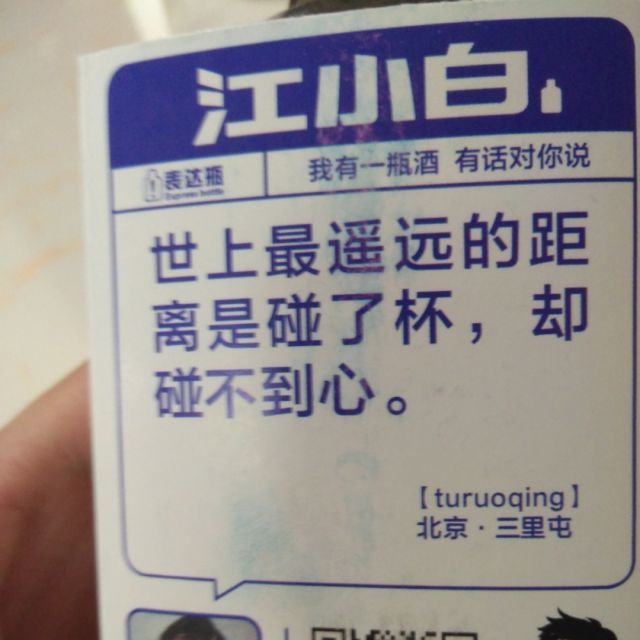 江小白
表达瓶 我有一瓶酒 有话对你说
Express bottle
世上最遥远的距
离是碰了杯，却
碰不到心。
【turuoqing】
北京·三里屯